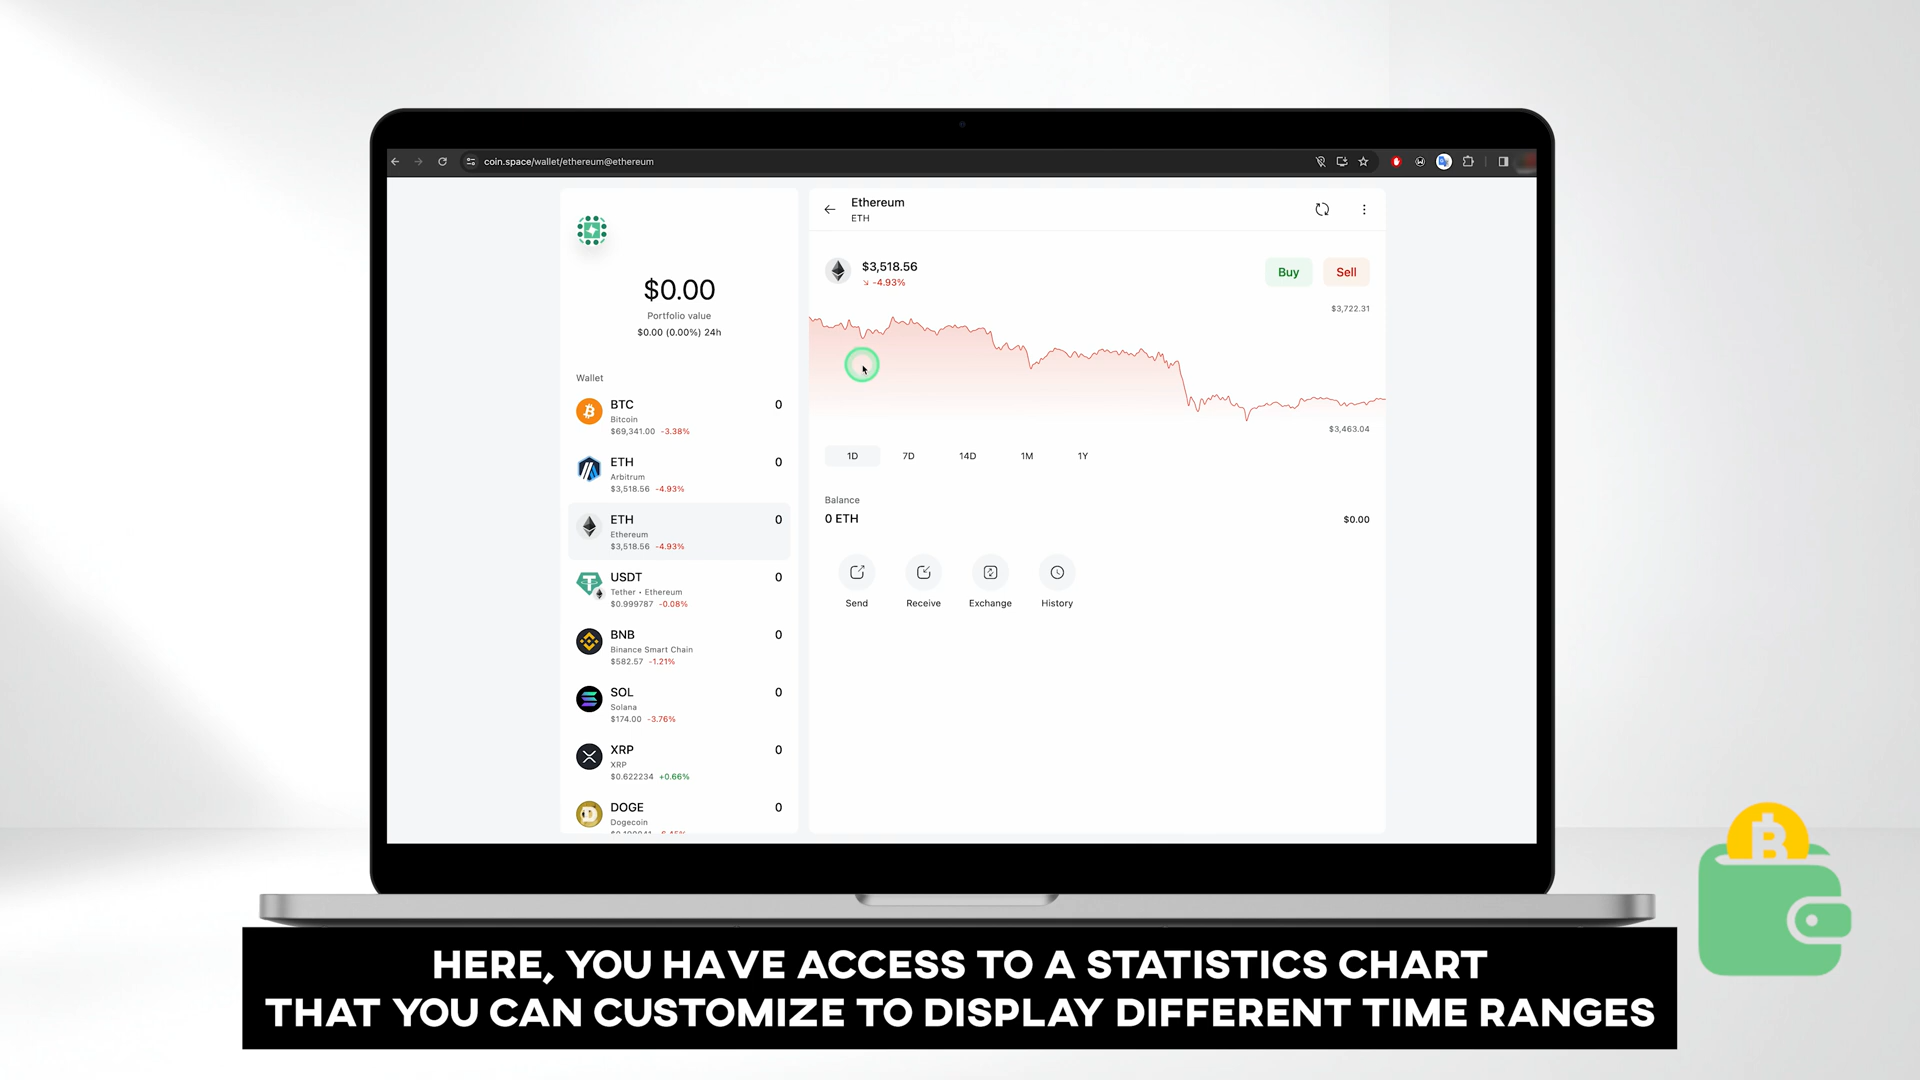 coin.space/wallet/ethereum@ethereum
$0.00
Portfolio value
$0.00 (0.00%) 24h
Wallet
BTC 0
Bitcoin
$69,341.00 -3.38%
ETH 0
Arbitrum
$3,518.56 -4.93%
ETH 0
Ethereum
$3,518.56 -4.93%
USDT 0
Tether • Ethereum
$0.999787 -0.08%
BNB 0
Binance Smart Chain
$582.57 -1.21%
SOL 0
Solana
$174.00 -3.76%
XRP 0
XRP
$0.622234 +0.66%
DOGE 0
Dogecoin
Ethereum
ETH
$3,518.56
-4.93%
Buy Sell
$3,722.31
$3,463.04
1D 7D 14D 1M 1Y
Balance
0 ETH $0.00
Send Receive Exchange History
HERE, YOU HAVE ACCESS TO A STATISTICS CHART
THAT YOU CAN CUSTOMIZE TO DISPLAY DIFFERENT TIME RANGES